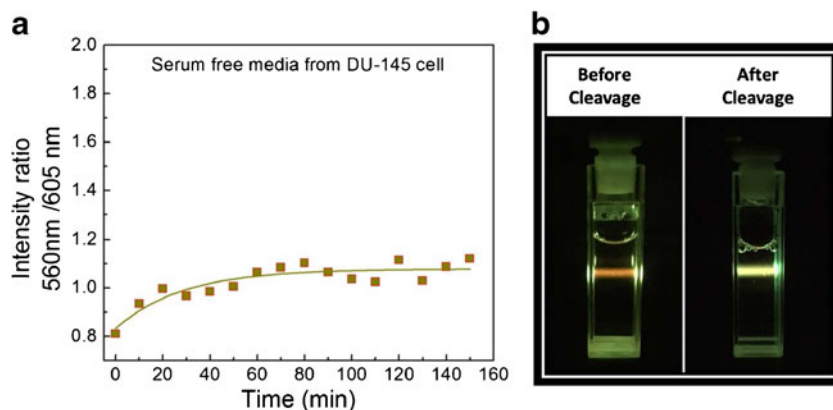 a
Serum free media from DU-145 cell
Intensity ratio
560nm /605 nm
2.0
1.8
1.6
1.4
1.2
1.0
0.8
0 20 40 60 80 100 120 140 160
Time (min)
b
Before
Cleavage
After
Cleavage